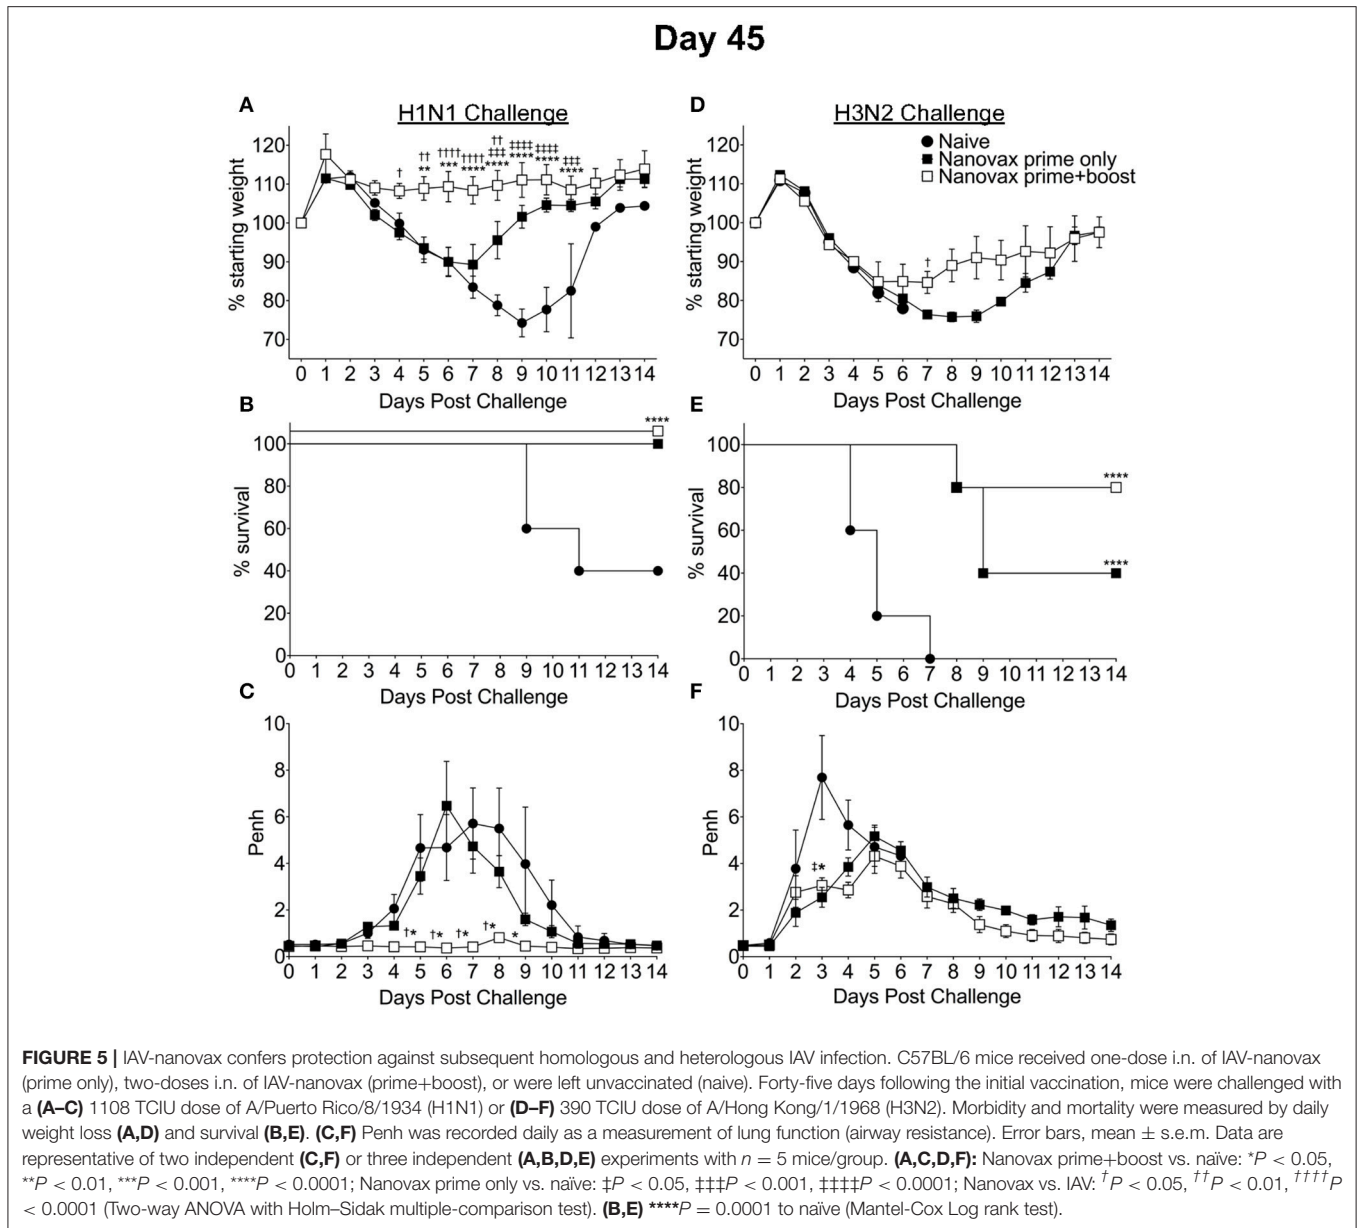 Day 45
A
H1N1 Challenge
120
110
100
90
80
70
% starting weight
†
††
**
††††
***
††††
****
††
‡‡‡
****
‡‡‡‡
****
‡‡‡‡
****
‡‡‡
****
0 1 2 3 4 5 6 7 8 9 10 11 12 13 14
Days Post Challenge
D
H3N2 Challenge
Naive
Nanovax prime only
Nanovax prime+boost
120
110
100
90
80
70
% starting weight
†
0 1 2 3 4 5 6 7 8 9 10 11 12 13 14
Days Post Challenge
B
100
80
60
40
20
0
% survival
****
0 1 2 3 4 5 6 7 8 9 10 11 12 13 14
Days Post Challenge
E
100
80
60
40
20
0
% survival
****
****
0 1 2 3 4 5 6 7 8 9 10 11 12 13 14
Days Post Challenge
C
10
8
6
4
2
0
Penh
†* †* †* †* *
0 1 2 3 4 5 6 7 8 9 10 11 12 13 14
Days Post Challenge
F
10
8
6
4
2
0
Penh
‡*
0 1 2 3 4 5 6 7 8 9 10 11 12 13 14
Days Post Challenge
FIGURE 5 | IAV-nanovax confers protection against subsequent homologous and heterologous IAV infection. C57BL/6 mice received one-dose i.n. of IAV-nanovax
(prime only), two-doses i.n. of IAV-nanovax (prime+boost), or were left unvaccinated (naive). Forty-five days following the initial vaccination, mice were challenged with
a (A–C) 1108 TCIU dose of A/Puerto Rico/8/1934 (H1N1) or (D–F) 390 TCIU dose of A/Hong Kong/1/1968 (H3N2). Morbidity and mortality were measured by daily
weight loss (A,D) and survival (B,E). (C,F) Penh was recorded daily as a measurement of lung function (airway resistance). Error bars, mean ± s.e.m. Data are
representative of two independent (C,F) or three independent (A,B,D,E) experiments with n = 5 mice/group. (A,C,D,F): Nanovax prime+boost vs. naïve: *P < 0.05,
**P < 0.01, ***P < 0.001, ****P < 0.0001; Nanovax prime only vs. naïve: ‡P < 0.05, ‡‡‡P < 0.001, ‡‡‡‡P < 0.0001; Nanovax vs. IAV: †P < 0.05, ††P < 0.01, ††††P
< 0.0001 (Two-way ANOVA with Holm–Sidak multiple-comparison test). (B,E) ****P = 0.0001 to naïve (Mantel-Cox Log rank test).